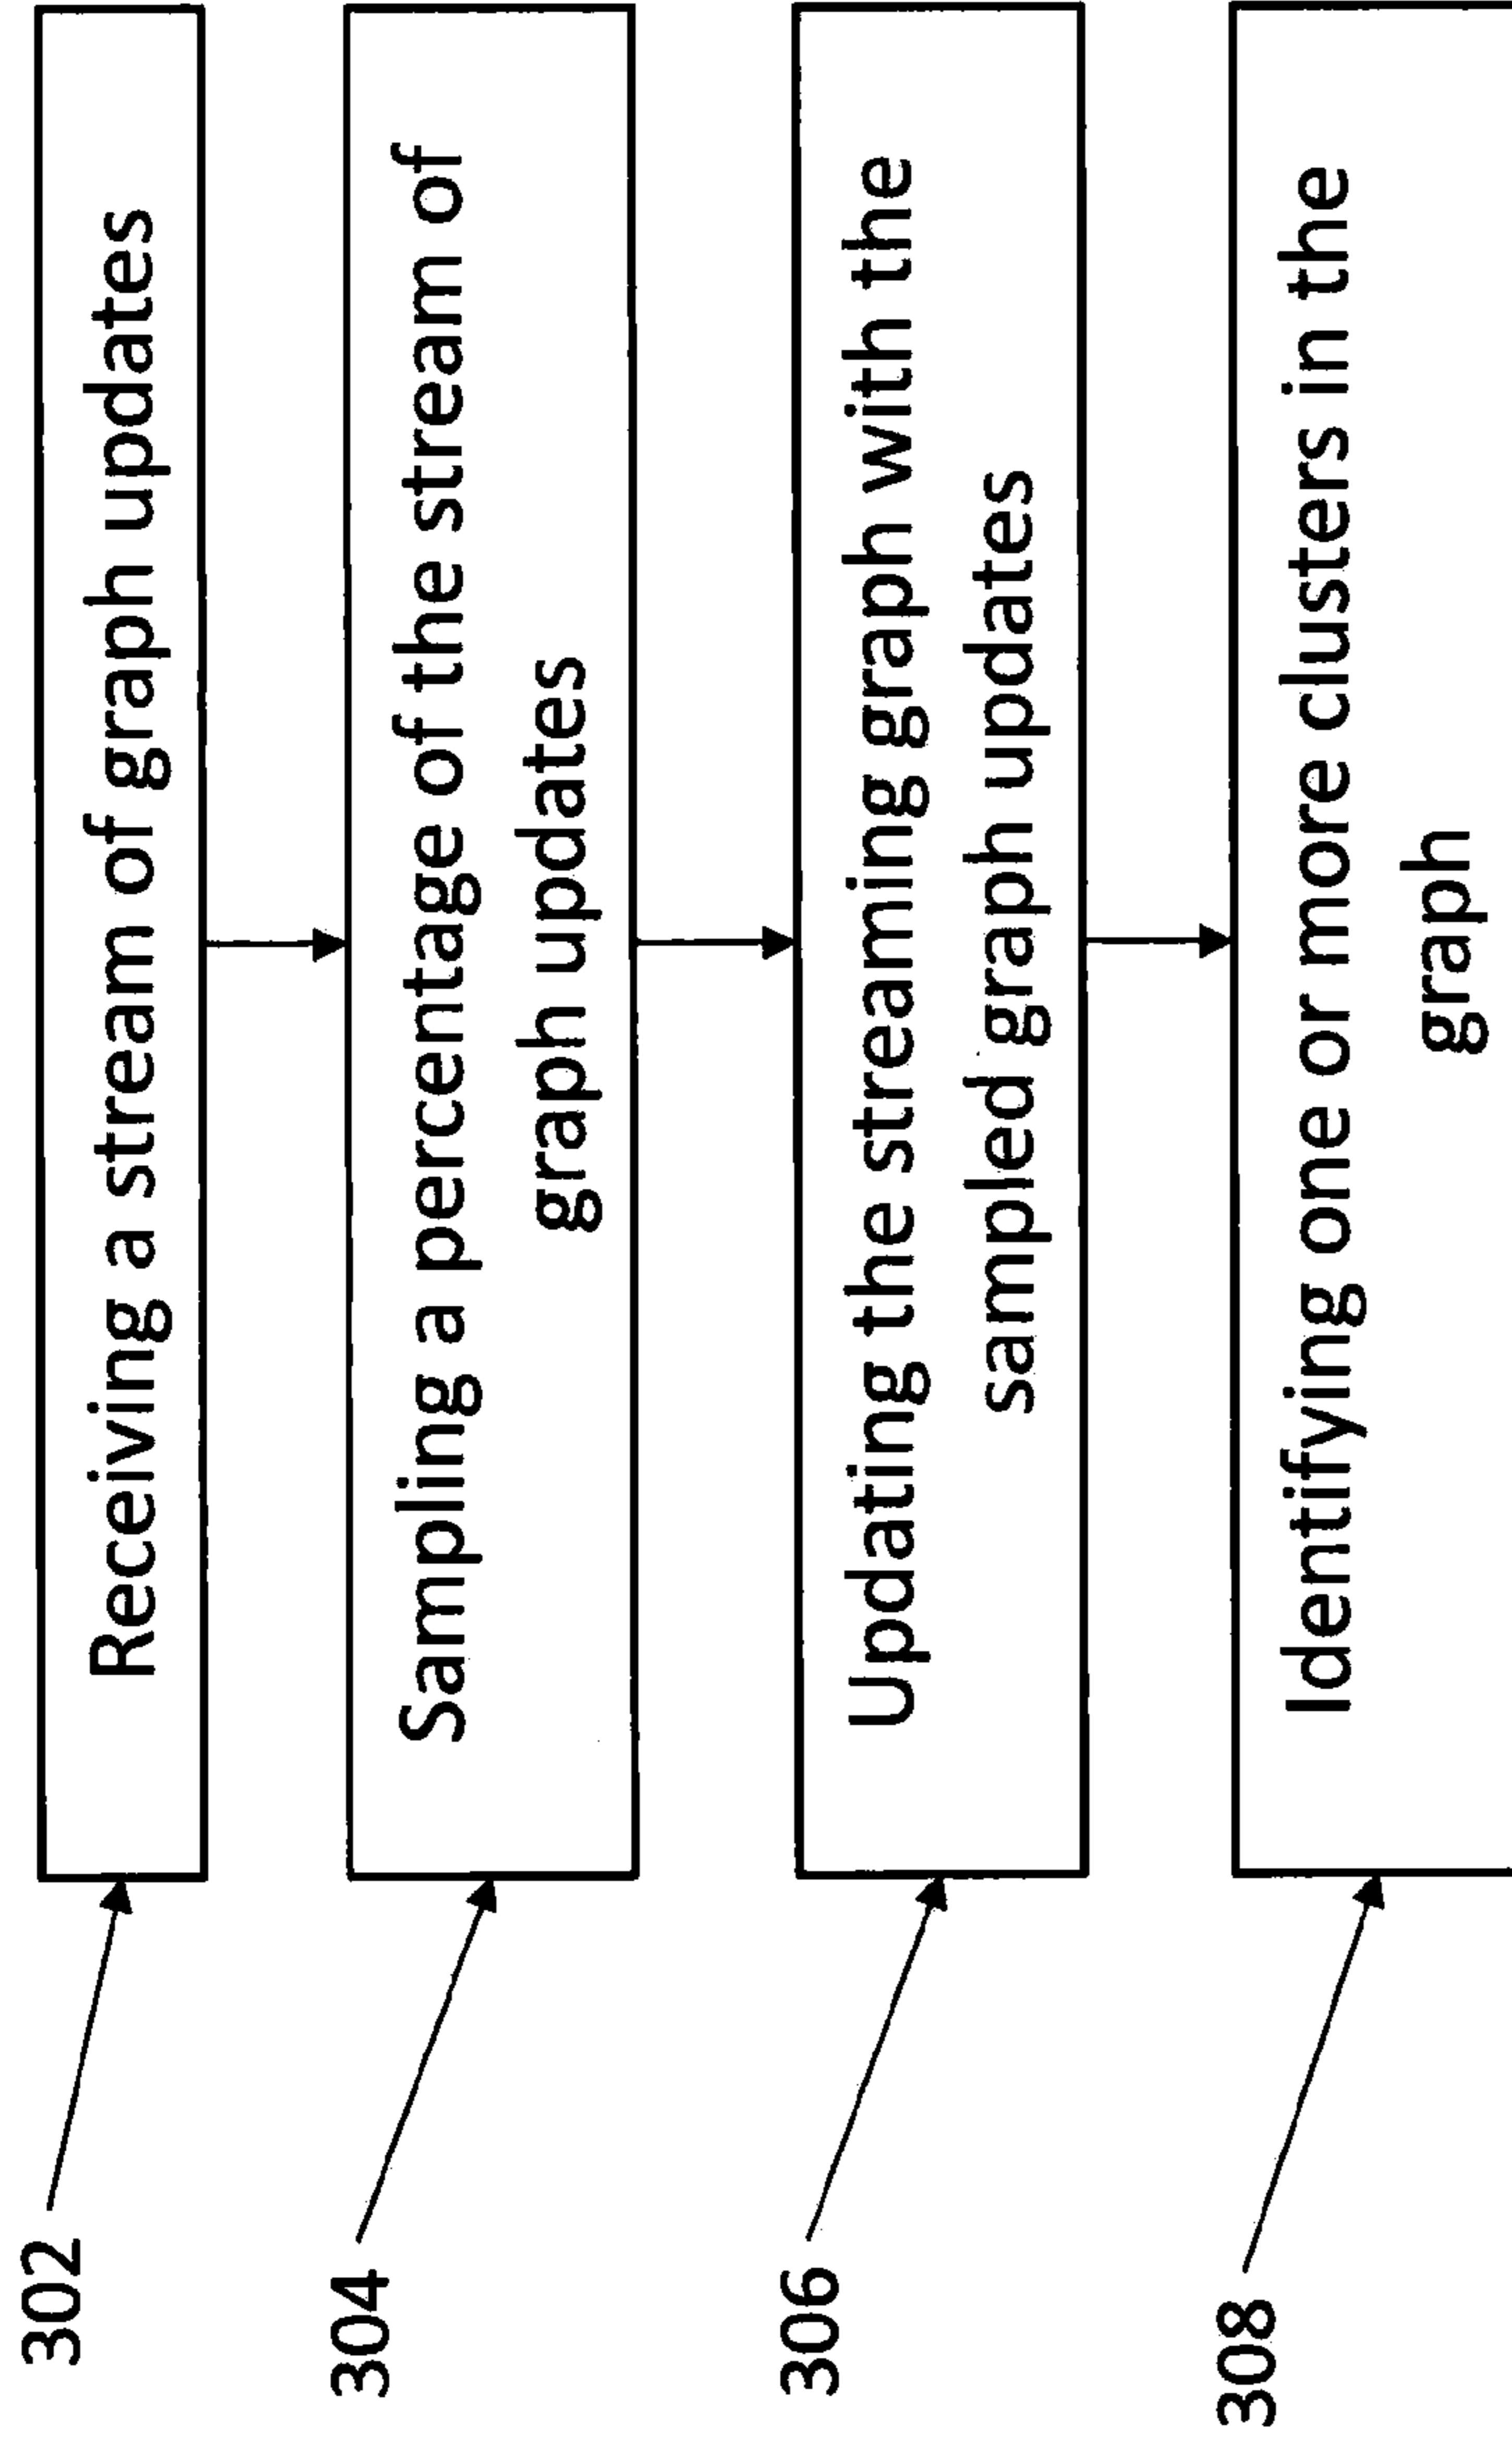 302
Receiving a stream of graph updates
304
Sampling a percentage of the stream of
graph updates
306
Updating the streaming graph with the
sampled graph updates
308
Identifying one or more clusters in the
graph